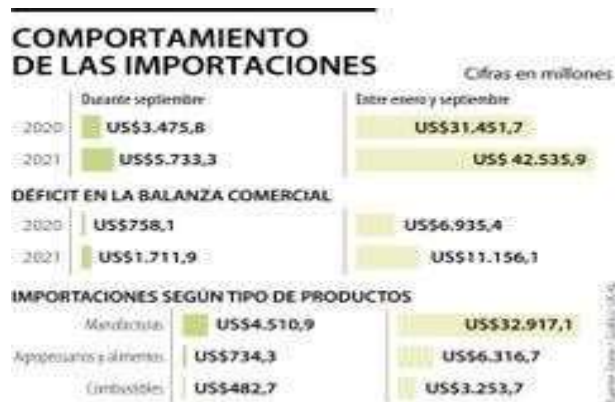 COMPORTAMIENTO
DE LAS IMPORTACIONES
Cifras en millones
Durante septiembre Entre enero y septiembre
2020 US$3.475,8 US$31.451,7
2021 US$5.733,3 US$ 42.535,9
DÉFICIT EN LA BALANZA COMERCIAL
2020 US$758,1 US$6.935,4
2021 US$1.711,9 US$11.156,1
IMPORTACIONES SEGÚN TIPO DE PRODUCTOS
Manufacturas US$4.510,9 US$32.917,1
Agropecuarios y alimentos US$734,3 US$6.316,7
Combustibles US$482,7 US$3.253,7